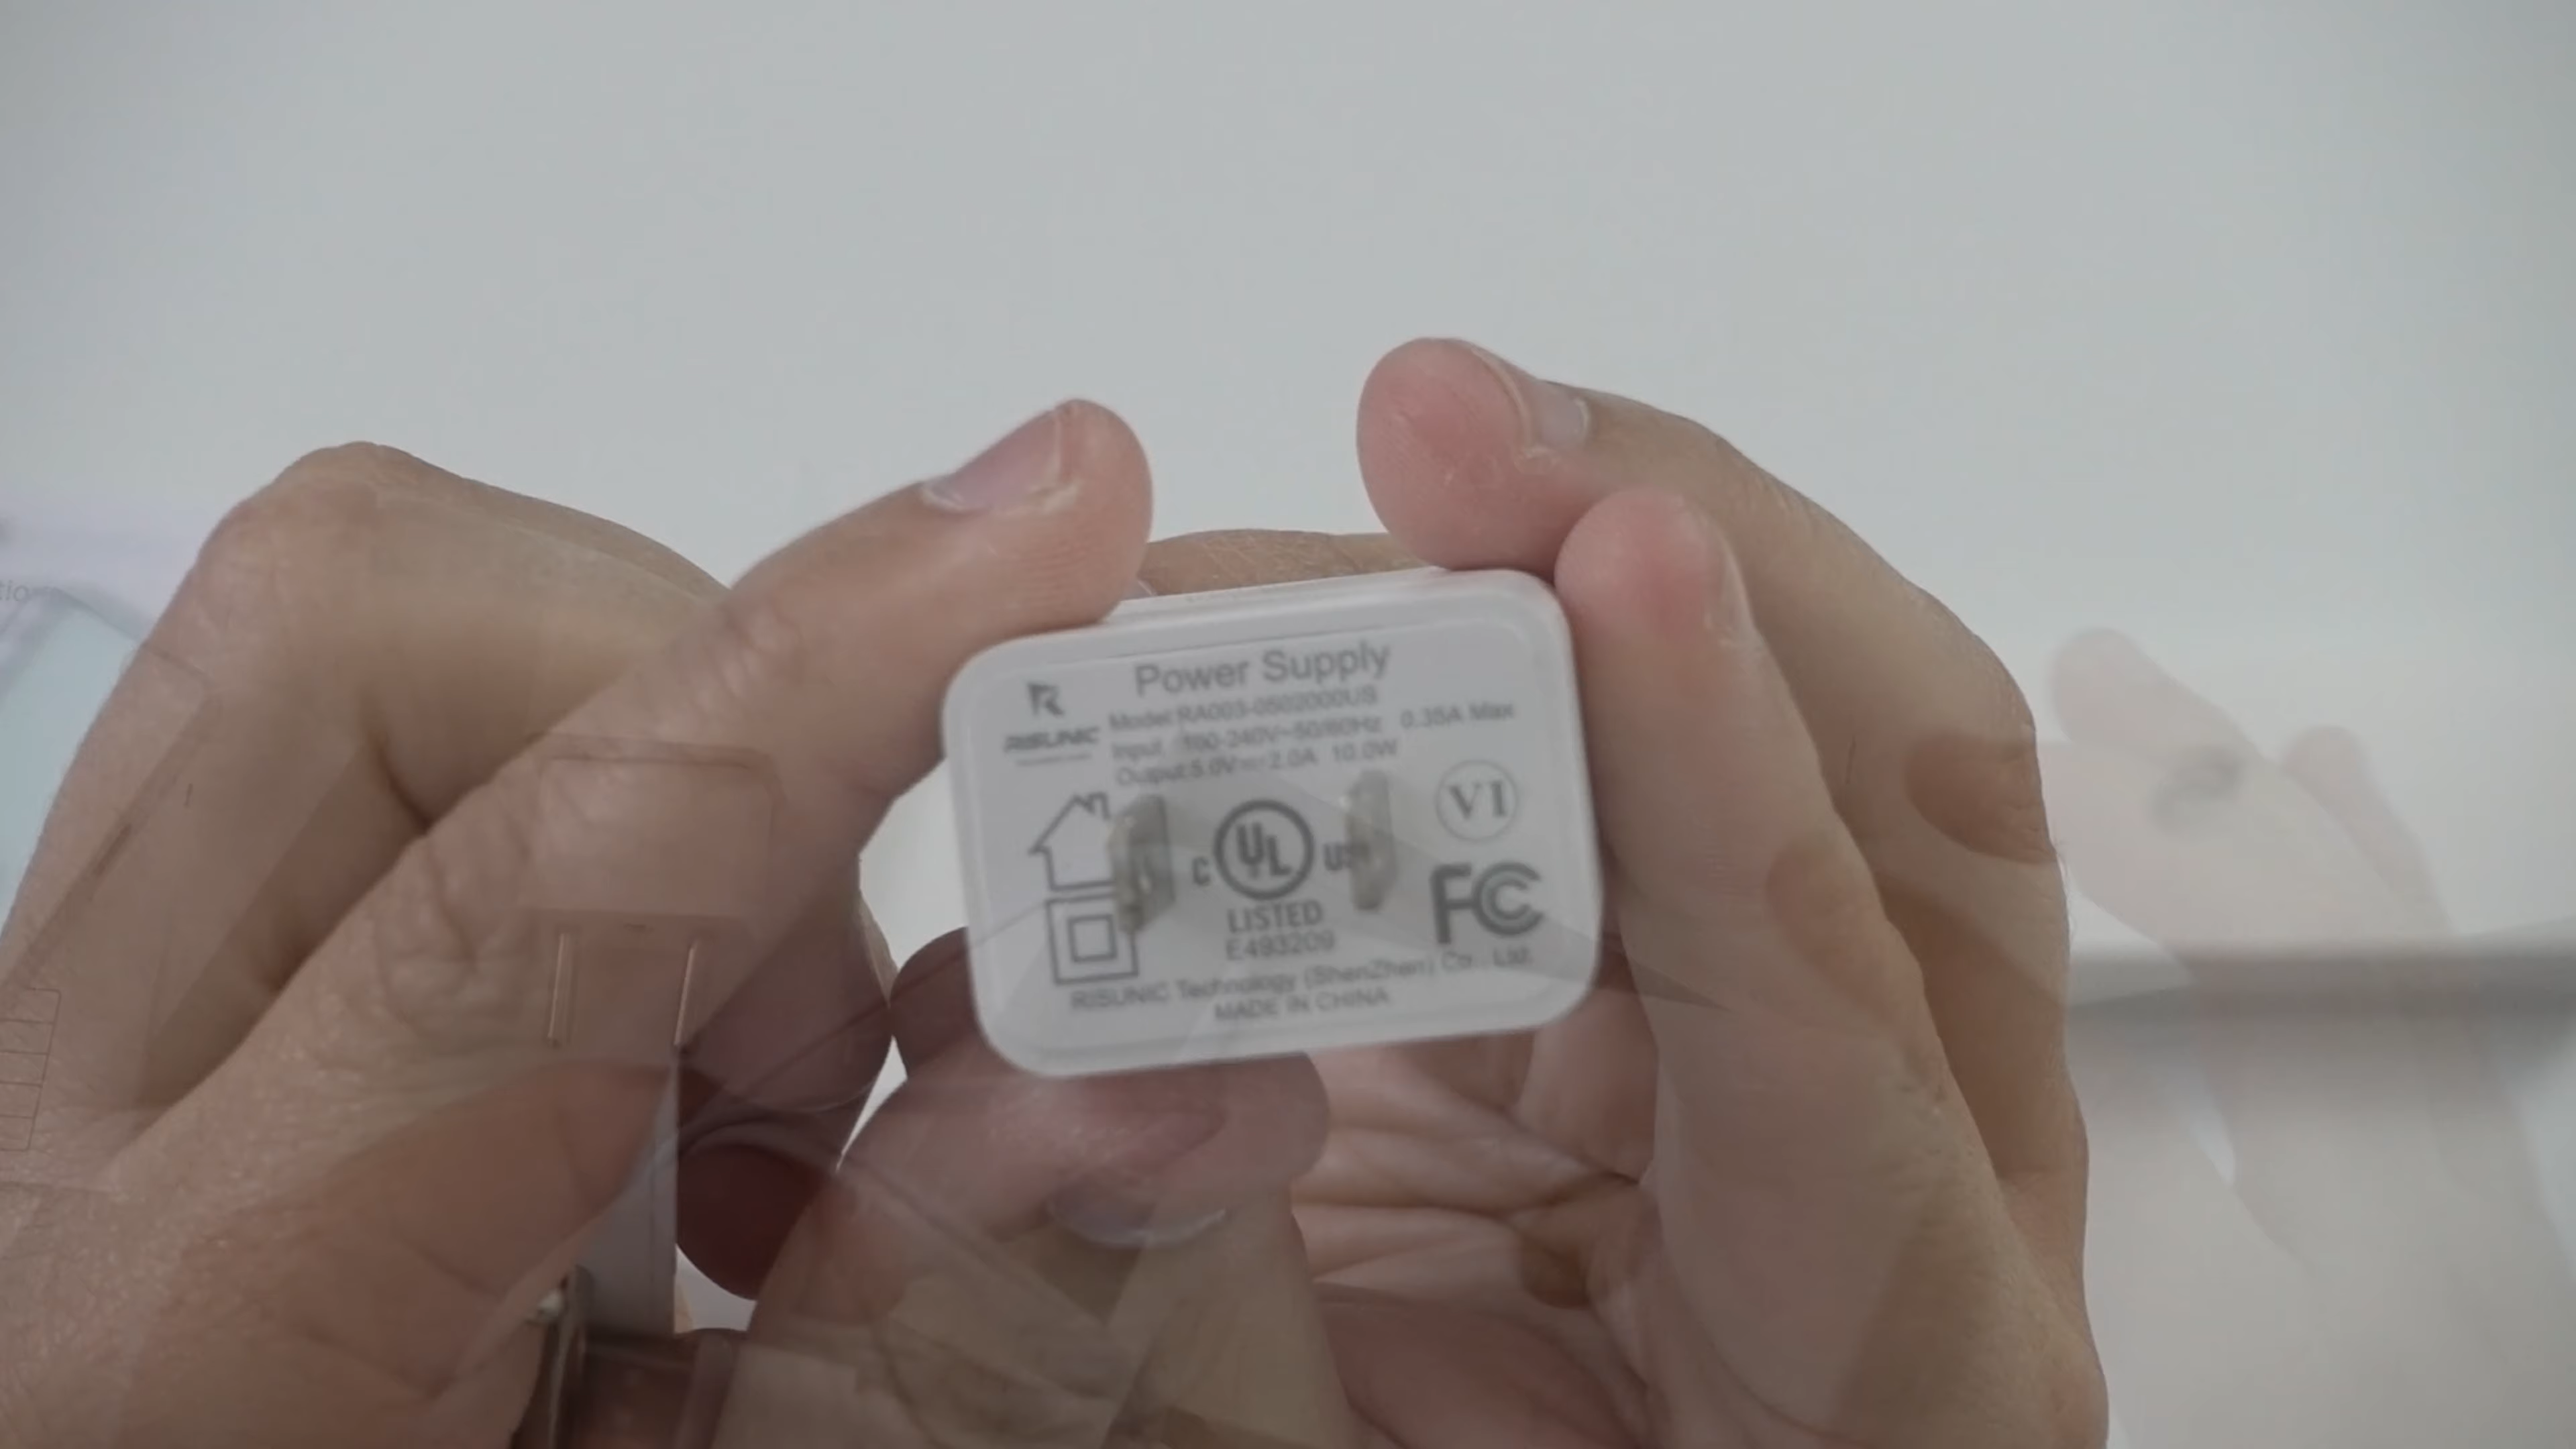 Power Supply
RISUNIC
Model:RA003-0502000US
Input : 100-240V~50/60Hz 0.35A Max
Output:5.0V⎓2.0A 10.0W
VI
C UL US
LISTED
E493209
FC
RISUNIC Technology (ShenZhen) Co., Ltd.
MADE IN CHINA